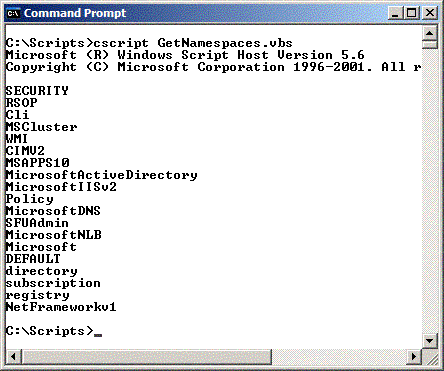 Command Prompt
C:\Scripts>cscript GetNamespaces.vbs
Microsoft (R) Windows Script Host Version 5.6
Copyright (C) Microsoft Corporation 1996-2001. All r
SECURITY
RSOP
Cli
MSCluster
WMI
CIMV2
MSAPPS10
MicrosoftActiveDirectory
MicrosoftIISv2
Policy
MicrosoftDNS
SFUAdmin
MicrosoftNLB
Microsoft
DEFAULT
directory
subscription
registry
NetFrameworkv1
C:\Scripts>_